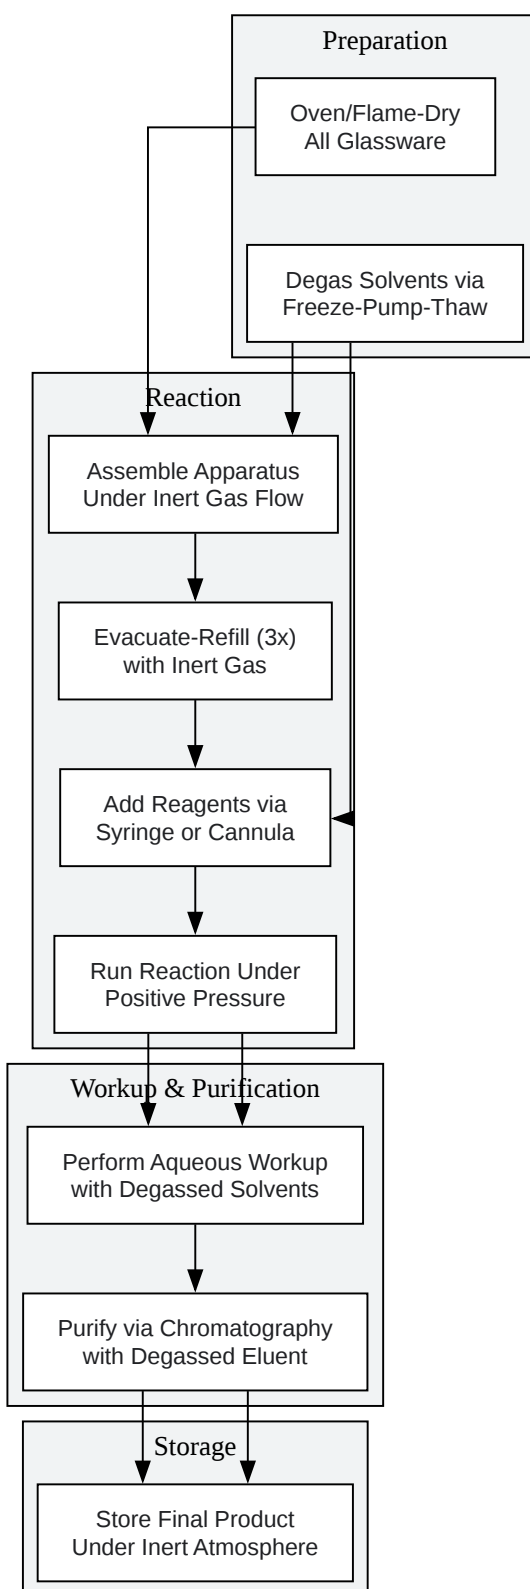 Preparation
Oven/Flame-Dry
All Glassware
Degas Solvents via
Freeze-Pump-Thaw
Reaction
Assemble Apparatus
Under Inert Gas Flow
Evacuate-Refill (3x)
with Inert Gas
Add Reagents via
Syringe or Cannula
Run Reaction Under
Positive Pressure
Workup & Purification
Perform Aqueous Workup
with Degassed Solvents
Purify via Chromatography
with Degassed Eluent
Storage
Store Final Product
Under Inert Atmosphere